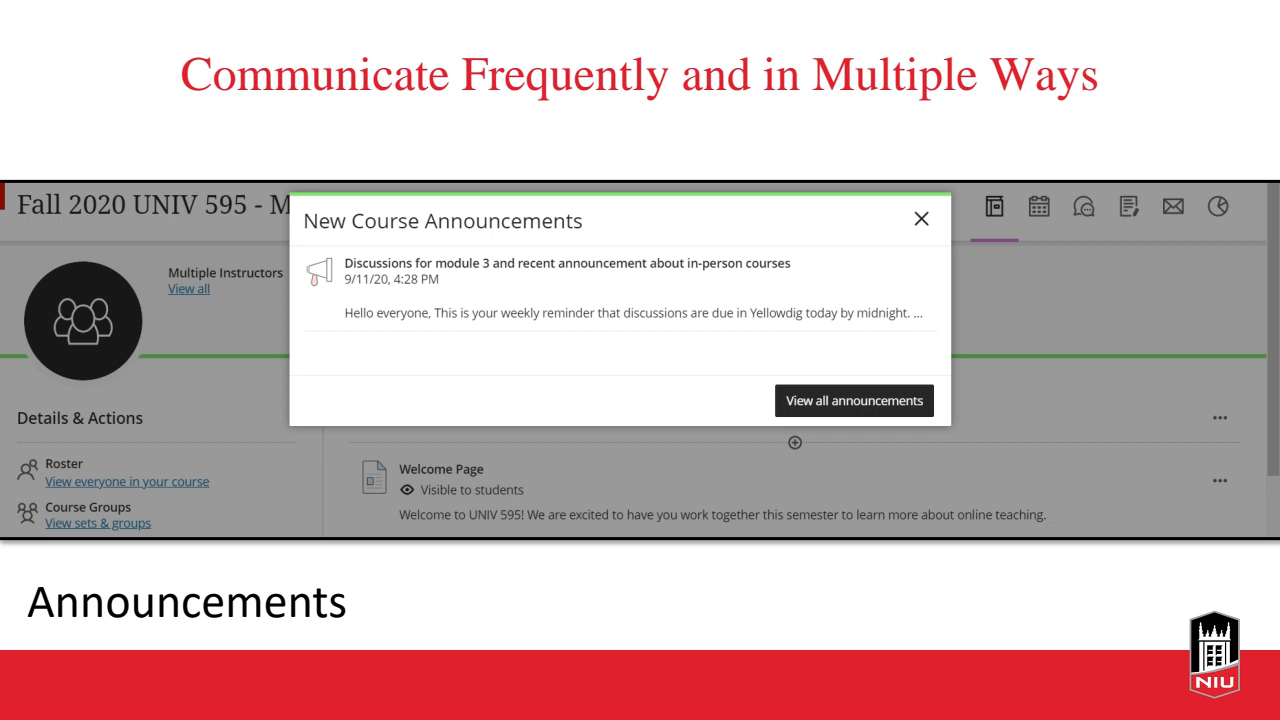 Communicate Frequently and in Multiple Ways
Fall 2020 UNIV 595 - M
New Course Announcements
Multiple Instructors
View all
Discussions for module 3 and recent announcement about in-person courses
9/11/20, 4:28 PM
Hello everyone, This is your weekly reminder that discussions are due in Yellowdig today by midnight. ...
View all announcements
Details & Actions
Roster
View everyone in your course
Course Groups
View sets & groups
Welcome Page
Visible to students
Welcome to UNIV 595! We are excited to have you work together this semester to learn more about online teaching.
Announcements
NIU